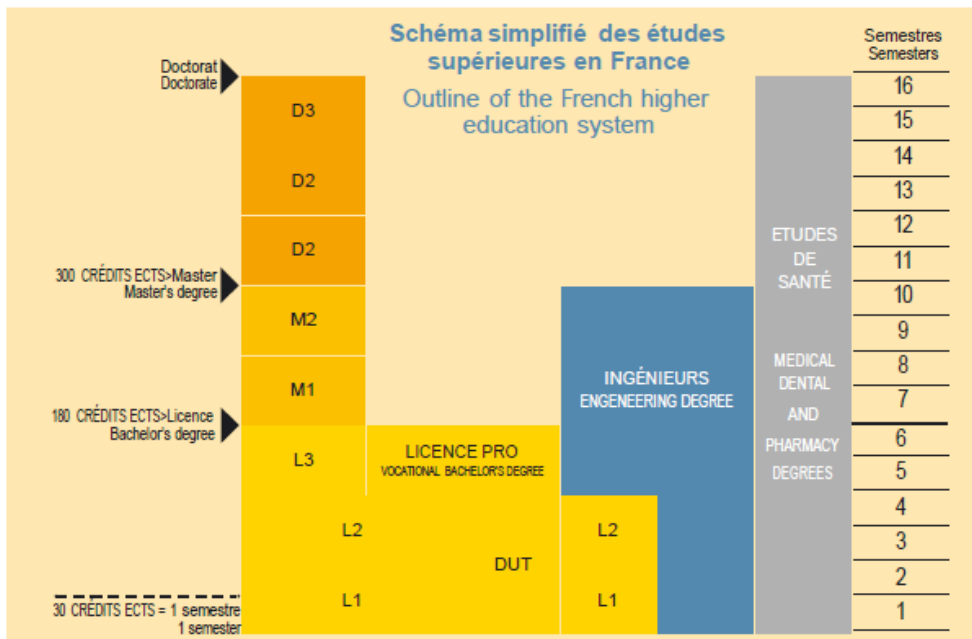 Schéma simplifié des études
supérieures en France
Outline of the French higher
education system
Semestres
Semesters
Doctorat
Doctorate
300 CRÉDITS ECTS>Master
Master's degree
180 CRÉDITS ECTS>Licence
Bachelor's degree
30 CRÉDITS ECTS = 1 semestre
1 semester
D3
D2
D2
M2
M1
L3
L2
L1
LICENCE PRO
VOCATIONAL BACHELOR'S DEGREE
DUT
L2
L1
INGÉNIEURS
ENGENEERING DEGREE
ETUDES
DE
SANTÉ
MEDICAL
DENTAL
AND
PHARMACY
DEGREES
16
15
14
13
12
11
10
9
8
7
6
5
4
3
2
1